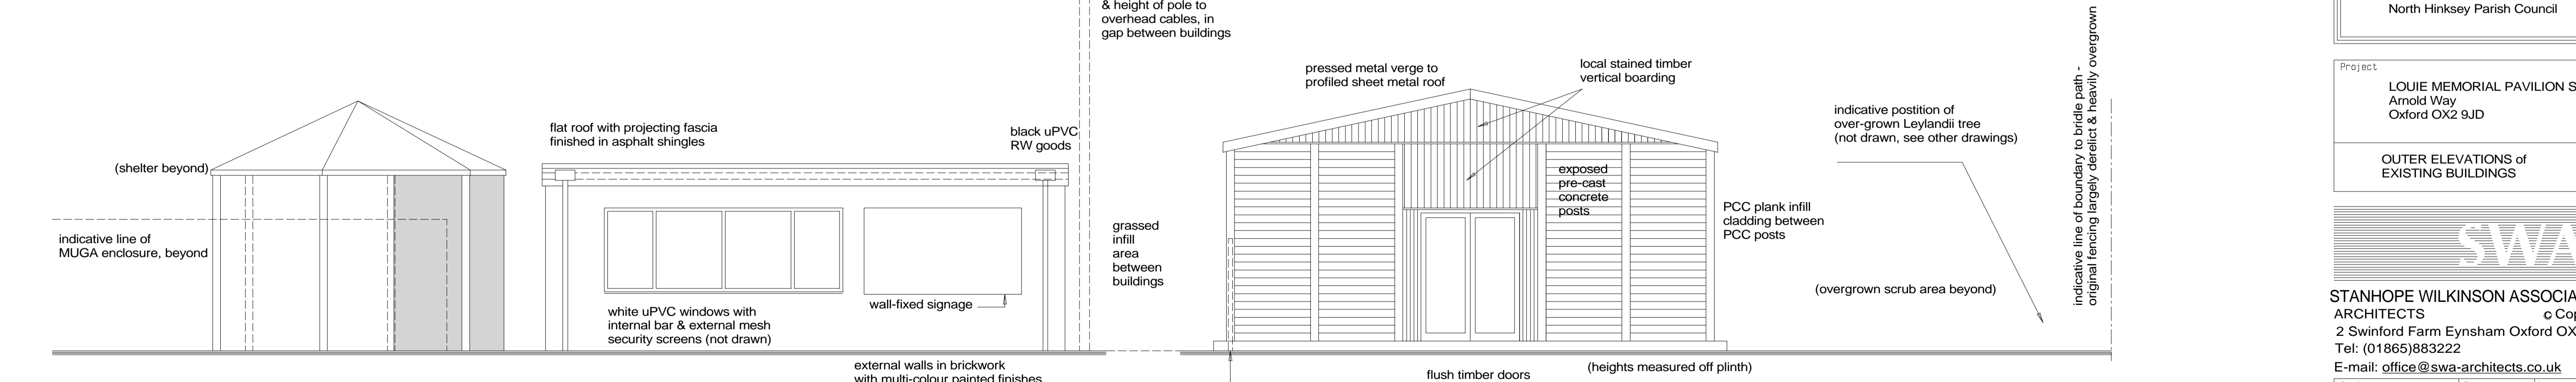 & height of pole to
overhead cables, in
gap between buildings
(shelter beyond)
indicative line of
MUGA enclosure, beyond
flat roof with projecting fascia
finished in asphalt shingles
black uPVC
RW goods
white uPVC windows with
internal bar & external mesh
security screens (not drawn)
wall-fixed signage
external walls in brickwork
with multi-colour painted finishes
grassed
infill
area
between
buildings
pressed metal verge to
profiled sheet metal roof
local stained timber
vertical boarding
exposed
pre-cast
concrete
posts
PCC plank infill
cladding between
PCC posts
flush timber doors
(heights measured off plinth)
indicative postition of
over-grown Leylandii tree
(not drawn, see other drawings)
(overgrown scrub area beyond)
indicative line of boundary to bridle path -
original fencing largely derelict & heavily overgrown
North Hinksey Parish Council
Project
LOUIE MEMORIAL PAVILION S
Arnold Way
Oxford OX2 9JD
OUTER ELEVATIONS of
EXISTING BUILDINGS
SWA
STANHOPE WILKINSON ASSOCIA
ARCHITECTS © Cop
2 Swinford Farm Eynsham Oxford OX
Tel: (01865)883222
E-mail: office@swa-architects.co.uk